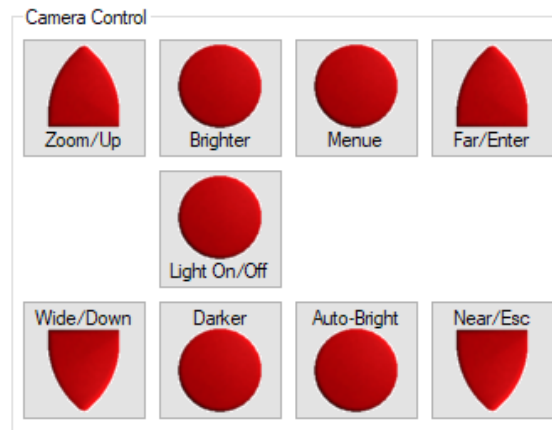 Camera Control
Zoom/Up
Brighter
Menue
Far/Enter
Light On/Off
Wide/Down
Darker
Auto-Bright
Near/Esc